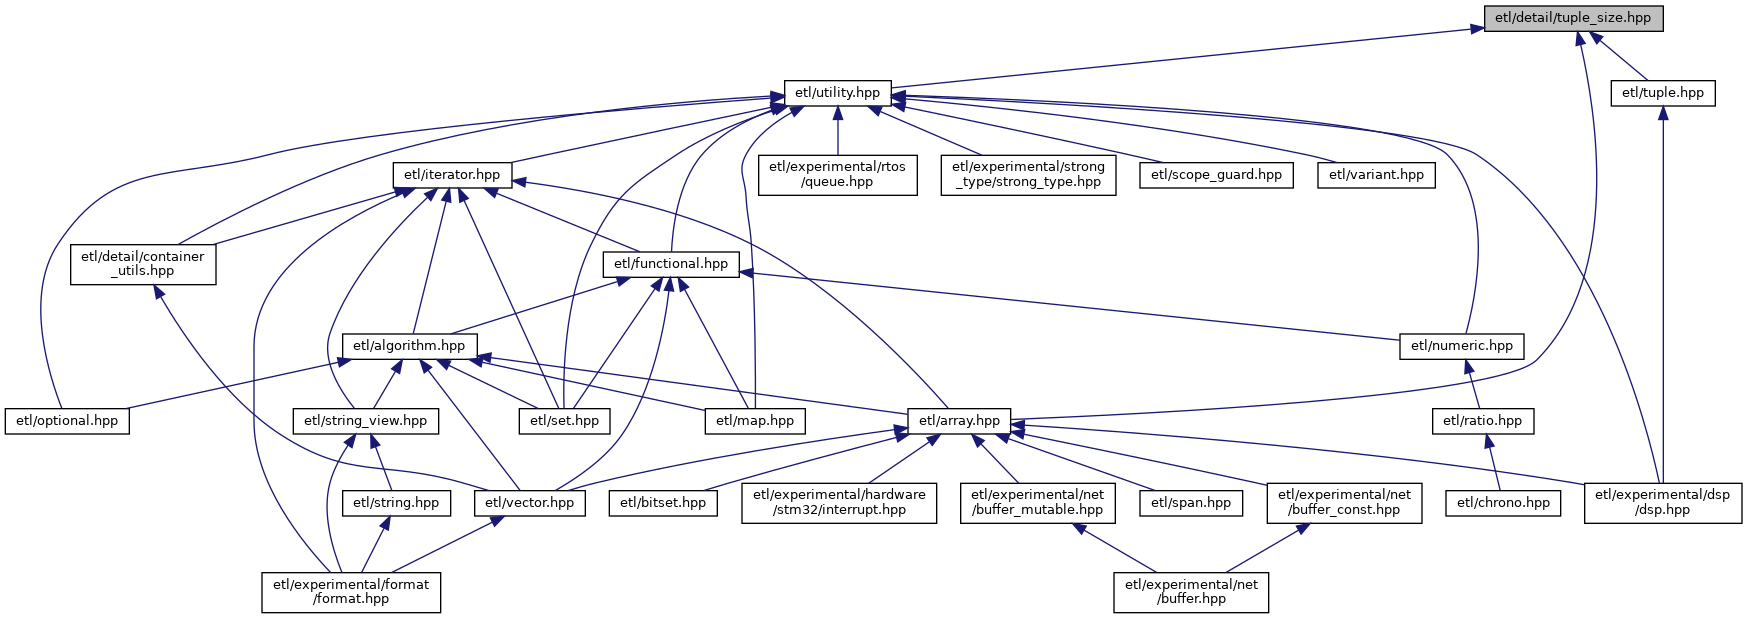 etl/detail/tuple_size.hpp
etl/utility.hpp
etl/tuple.hpp
etl/iterator.hpp
etl/experimental/rtos
/queue.hpp
etl/experimental/strong
_type/strong_type.hpp
etl/scope_guard.hpp
etl/variant.hpp
etl/detail/container
_utils.hpp
etl/functional.hpp
etl/algorithm.hpp
etl/numeric.hpp
etl/optional.hpp
etl/string_view.hpp
etl/set.hpp
etl/map.hpp
etl/array.hpp
etl/ratio.hpp
etl/string.hpp
etl/vector.hpp
etl/bitset.hpp
etl/experimental/hardware
/stm32/interrupt.hpp
etl/experimental/net
/buffer_mutable.hpp
etl/span.hpp
etl/experimental/net
/buffer_const.hpp
etl/chrono.hpp
etl/experimental/dsp
/dsp.hpp
etl/experimental/format
/format.hpp
etl/experimental/net
/buffer.hpp